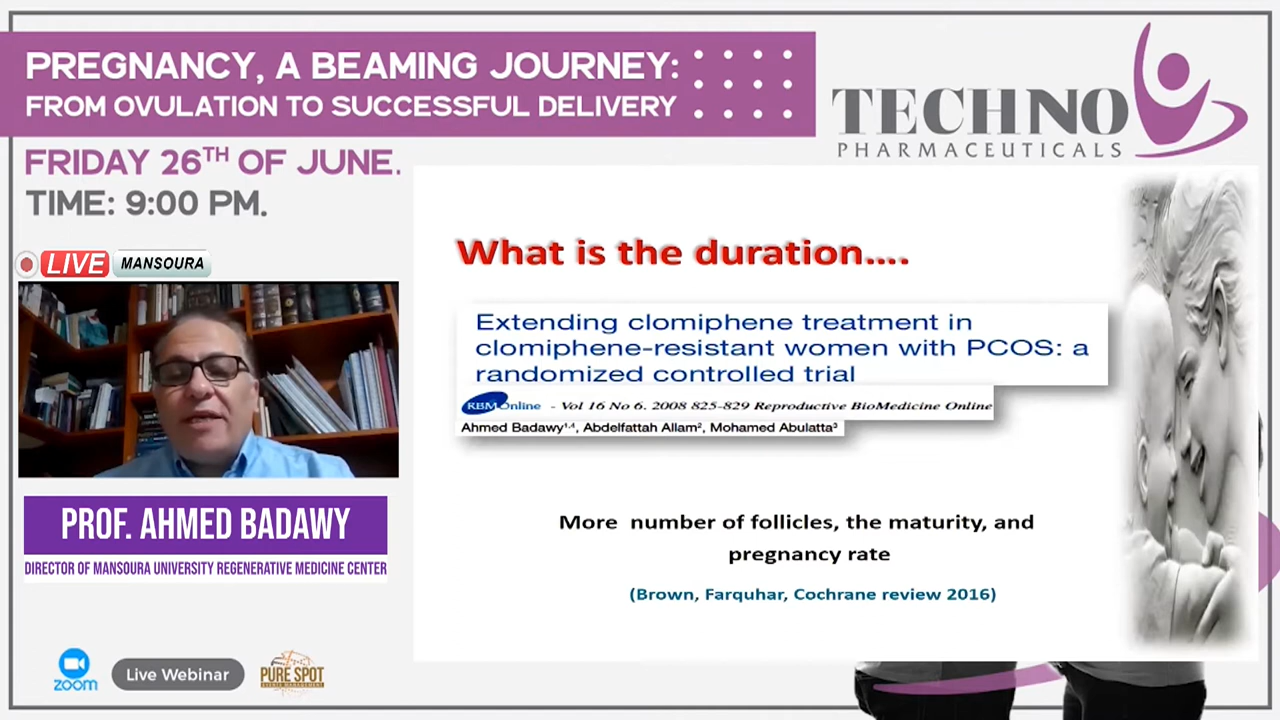 PREGNANCY, A BEAMING JOURNEY:
FROM OVULATION TO SUCCESSFUL DELIVERY
TECHNO
PHARMACEUTICALS
FRIDAY 26TH OF JUNE.
TIME: 9:00 PM.
LIVE MANSOURA
What is the duration....
Extending clomiphene treatment in
clomiphene-resistant women with PCOS: a
randomized controlled trial
RBMOnline - Vol 16 No 6. 2008 825-829 Reproductive BioMedicine Online
Ahmed Badawy1,4, Abdelfattah Allam2, Mohamed Abulatta3
More number of follicles, the maturity, and
pregnancy rate
(Brown, Farquhar, Cochrane review 2016)
PROF. AHMED BADAWY
DIRECTOR OF MANSOURA UNIVERSITY REGENERATIVE MEDICINE CENTER
zoom
Live Webinar
PURE SPOT